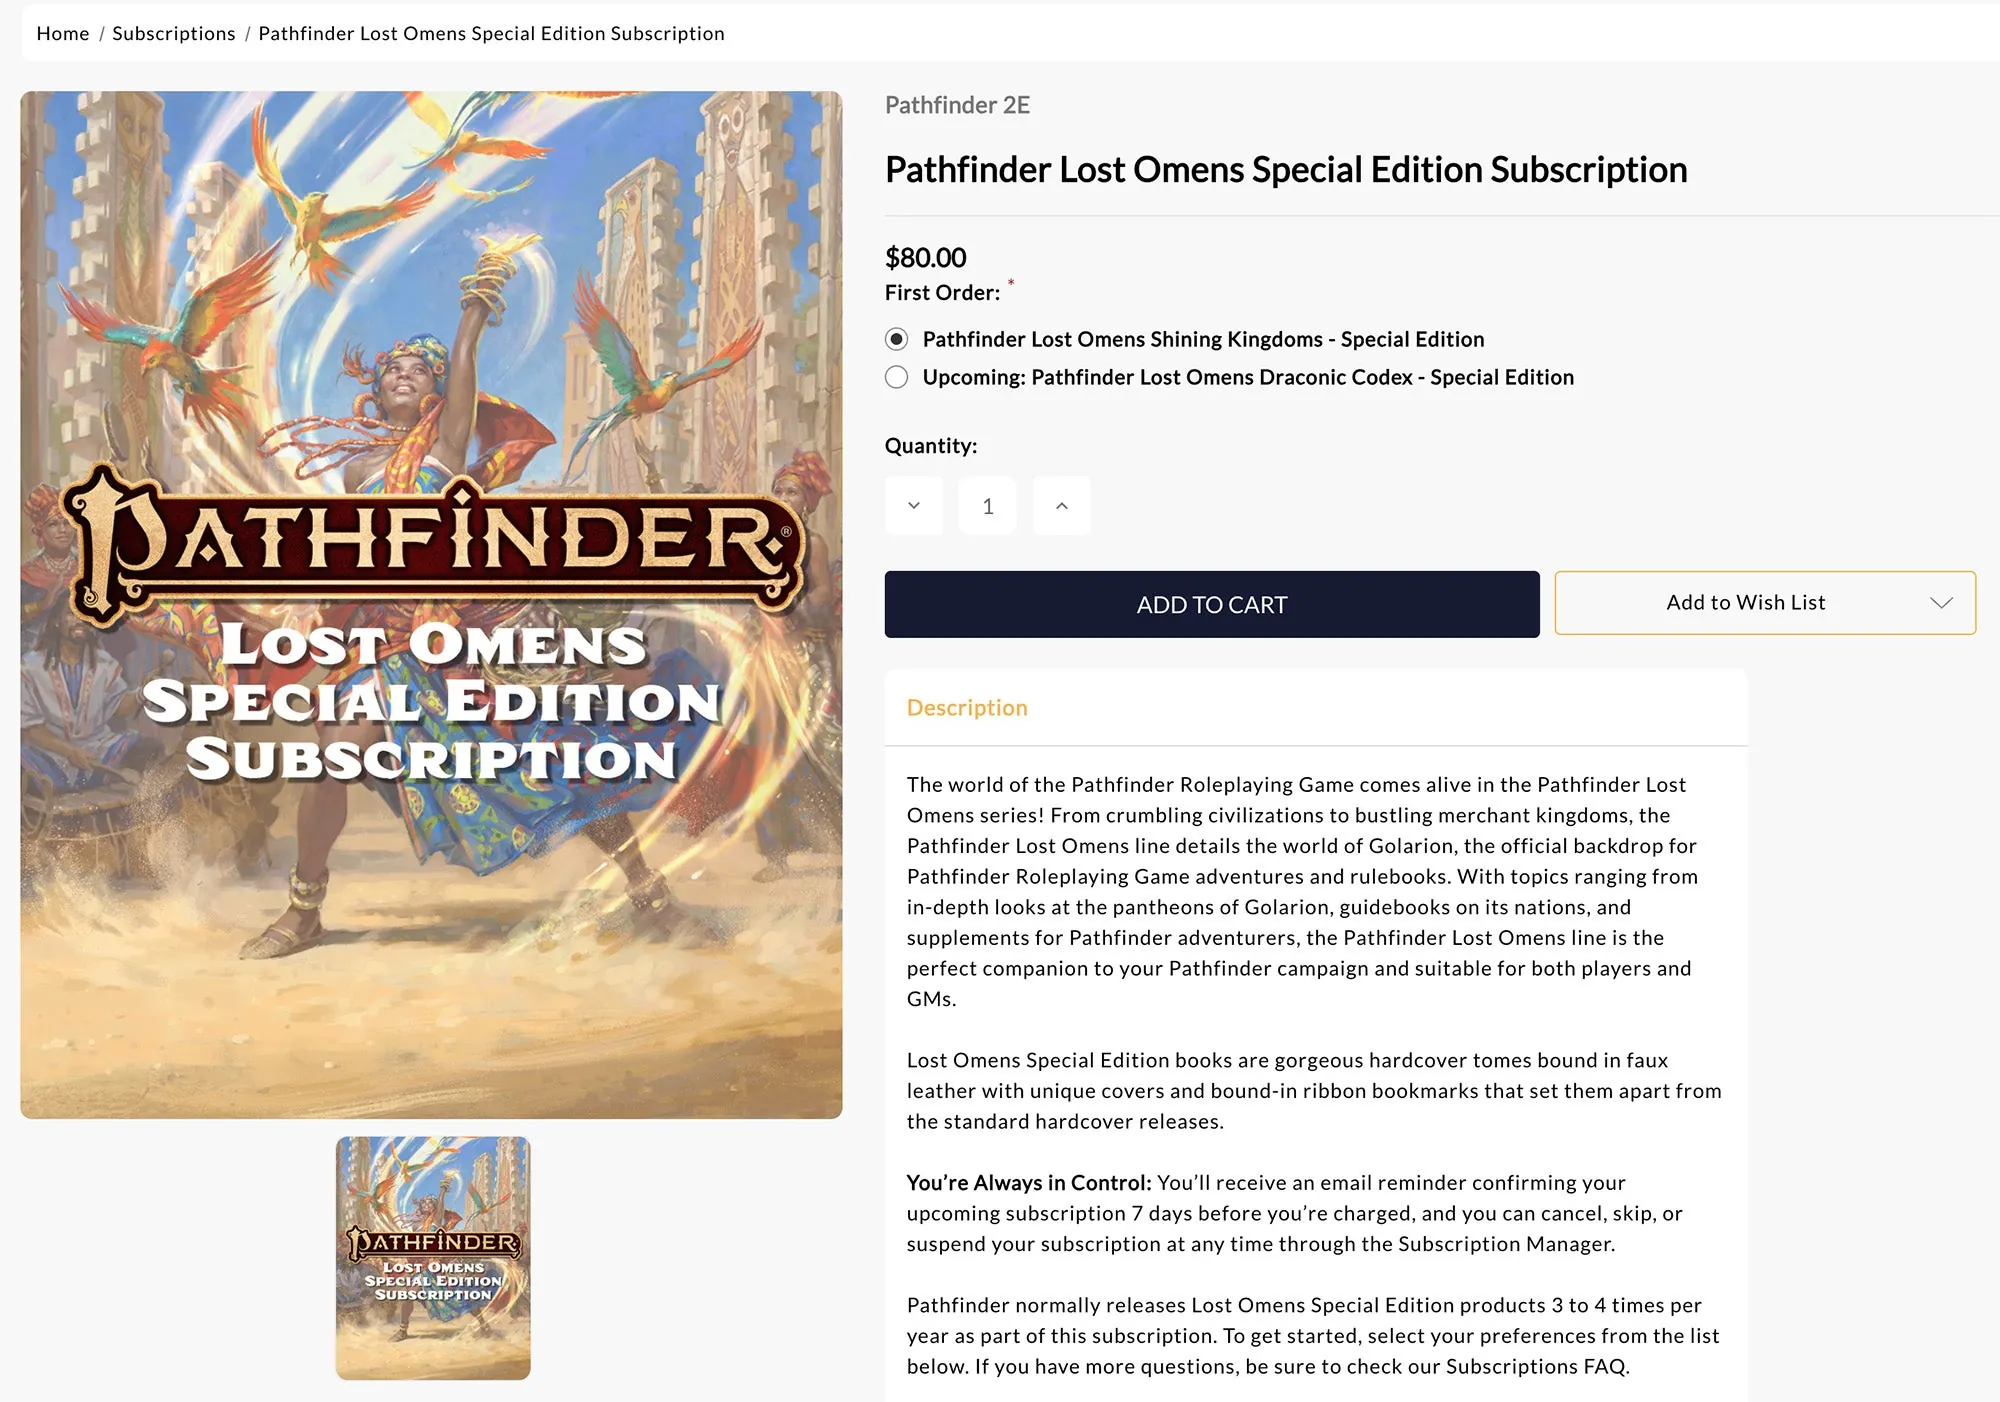 Home / Subscriptions / Pathfinder Lost Omens Special Edition Subscription
PATHFINDER®
LOST OMENS
SPECIAL EDITION
SUBSCRIPTION
PATHFINDER
LOST OMENS
SPECIAL EDITION
SUBSCRIPTION
Pathfinder 2E
Pathfinder Lost Omens Special Edition Subscription
$80.00
First Order: *
Pathfinder Lost Omens Shining Kingdoms - Special Edition
Upcoming: Pathfinder Lost Omens Draconic Codex - Special Edition
Quantity:
1
ADD TO CART
Add to Wish List
Description
The world of the Pathfinder Roleplaying Game comes alive in the Pathfinder Lost
Omens series! From crumbling civilizations to bustling merchant kingdoms, the
Pathfinder Lost Omens line details the world of Golarion, the official backdrop for
Pathfinder Roleplaying Game adventures and rulebooks. With topics ranging from
in-depth looks at the pantheons of Golarion, guidebooks on its nations, and
supplements for Pathfinder adventurers, the Pathfinder Lost Omens line is the
perfect companion to your Pathfinder campaign and suitable for both players and
GMs.
Lost Omens Special Edition books are gorgeous hardcover tomes bound in faux
leather with unique covers and bound-in ribbon bookmarks that set them apart from
the standard hardcover releases.
You’re Always in Control: You’ll receive an email reminder confirming your
upcoming subscription 7 days before you’re charged, and you can cancel, skip, or
suspend your subscription at any time through the Subscription Manager.
Pathfinder normally releases Lost Omens Special Edition products 3 to 4 times per
year as part of this subscription. To get started, select your preferences from the list
below. If you have more questions, be sure to check our Subscriptions FAQ.